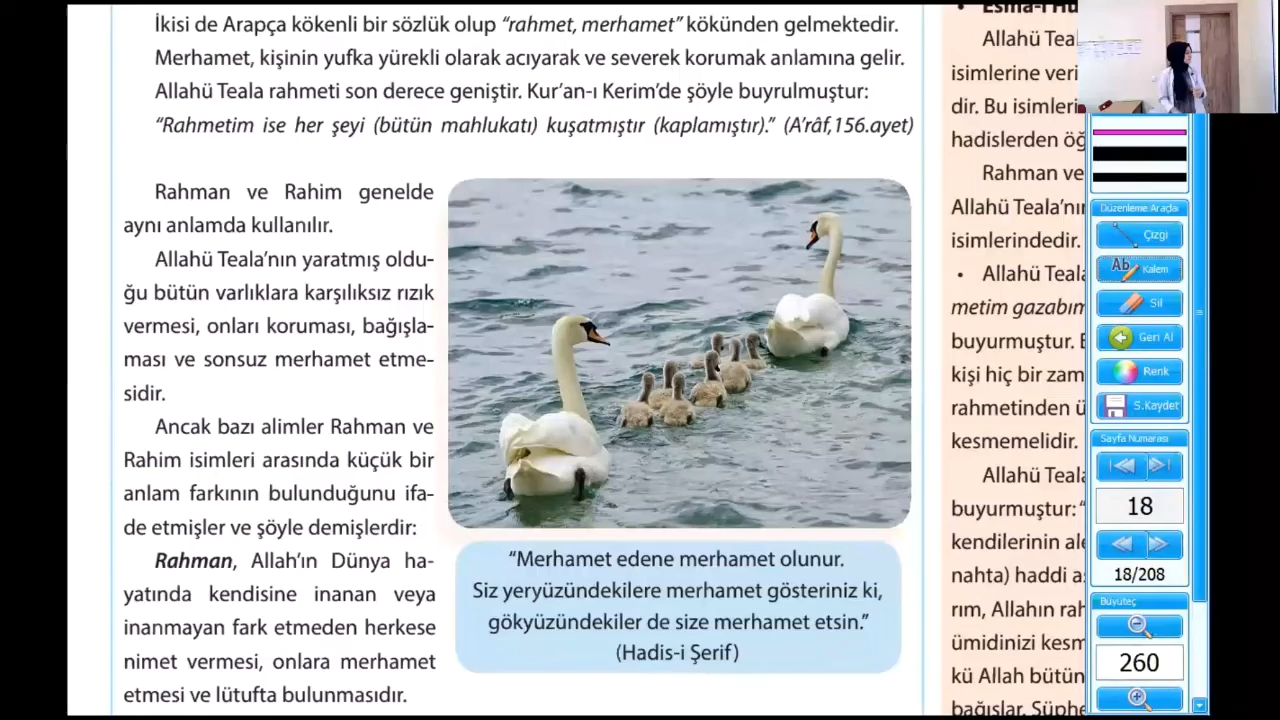 İkisi de Arapça kökenli bir sözlük olup “rahmet, merhamet” kökünden gelmektedir.
Merhamet, kişinin yufka yürekli olarak acıyarak ve severek korumak anlamına gelir.
Allahü Teala rahmeti son derece geniştir. Kur’an-ı Kerim’de şöyle buyrulmuştur:
“Rahmetim ise her şeyi (bütün mahlukatı) kuşatmıştır (kaplamıştır).” (A’râf,156.ayet)
Rahman ve Rahim genelde
aynı anlamda kullanılır.
Allahü Teala’nın yaratmış oldu-
ğu bütün varlıklara karşılıksız rızık
vermesi, onları koruması, bağışla-
ması ve sonsuz merhamet etme-
sidir.
Ancak bazı alimler Rahman ve
Rahim isimleri arasında küçük bir
anlam farkının bulunduğunu ifa-
de etmişler ve şöyle demişlerdir:
Rahman, Allah’ın Dünya ha-
yatında kendisine inanan veya
inanmayan fark etmeden herkese
nimet vermesi, onlara merhamet
etmesi ve lütufta bulunmasıdır.
“Merhamet edene merhamet olunur.
Siz yeryüzündekilere merhamet gösteriniz ki,
gökyüzündekiler de size merhamet etsin.”
(Hadis-i Şerif)
Allahü Teal
isimlerine veri
dir. Bu isimleri
hadislerden öğ
Rahman ve
Allahü Teala’nır
isimlerindedir.
• Allahü Teala
metim gazabım
buyurmuştur. E
kişi hiç bir zam
rahmetinden ü
kesmemelidir.
Allahü Teala
buyurmuştur: “
kendilerinin ale
nahta) haddi a
rım, Allahın rah
ümidinizi kesm
kü Allah bütün
bağışlar. Şüphe
Düzenleme Araçları
Çizgi
Ab Kalem
Sil
Geri Al
Renk
S.Kaydet
Sayfa Numarası
18
18/208
Büyüteç
260